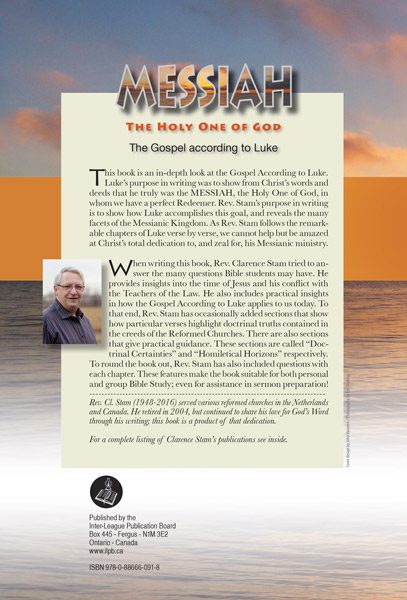 MESSIAH
THE HOLY ONE OF GOD
The Gospel according to Luke
This book is an in-depth look at the Gospel According to Luke.
Luke's purpose in writing was to show from Christ's words and
deeds that he truly was the MESSIAH, the Holy One of God, in
whom we have a perfect Redeemer. Rev. Stam's purpose in writing
is to show how Luke accomplishes this goal, and reveals the many
facets of the Messianic Kingdom. As Rev. Stam follows the remark-
able chapters of Luke verse by verse, we cannot help but be amazed
at Christ's total dedication to, and zeal for, his Messianic ministry.
When writing this book, Rev. Clarence Stam tried to an-
swer the many questions Bible students may have. He
provides insights into the time of Jesus and his conflict with
the Teachers of the Law. He also includes practical insights
in how the Gospel According to Luke applies to us today. To
that end, Rev. Stam has occasionally added sections that show
how particular verses highlight doctrinal truths contained in
the creeds of the Reformed Churches. There are also sections
that give practical guidance. These sections are called “Doc-
trinal Certainties” and “Homiletical Horizons” respectively.
To round the book out, Rev. Stam has also included questions with
each chapter. These features make the book suitable for both personal
and group Bible Study; even for assistance in sermon preparation!
Rev. Cl. Stam (1948-2016) served various reformed churches in the Netherlands
and Canada. He retired in 2004, but continued to share his love for God's Word
through his writing; this book is a product of that dedication.
For a complete listing of Clarence Stam's publications see inside.
Published by the
Inter-League Publication Board
Box 445 - Fergus - N1M 3E2
Ontario - Canada
www.ilpb.ca
ISBN 978-0-88666-091-8